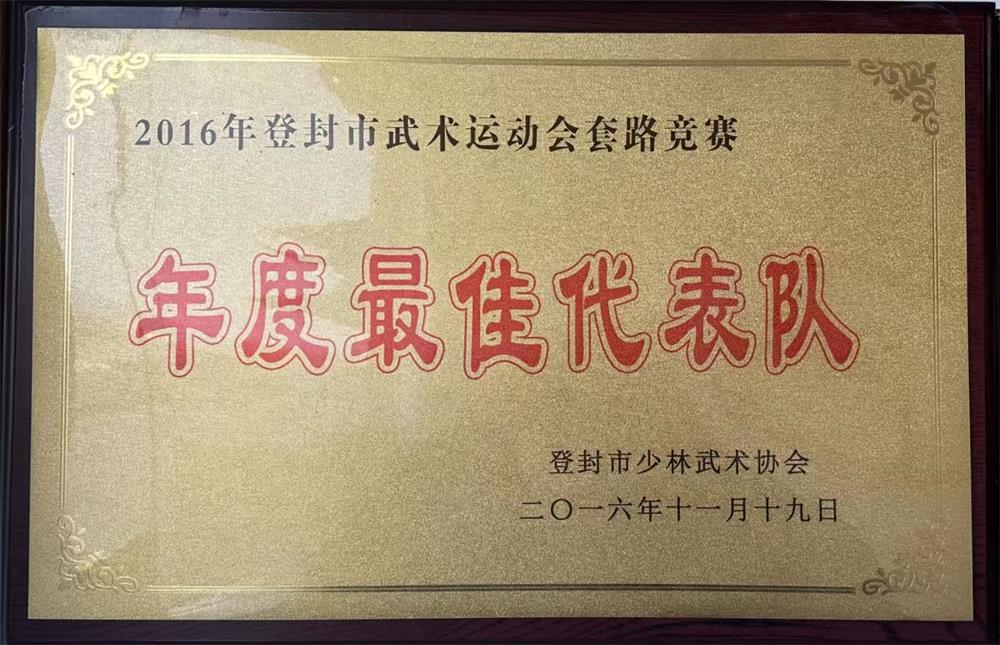 2016年登封市武术运动会套路竞赛
年度最佳代表队
登封市少林武术协会
二〇一六年十一月十九日